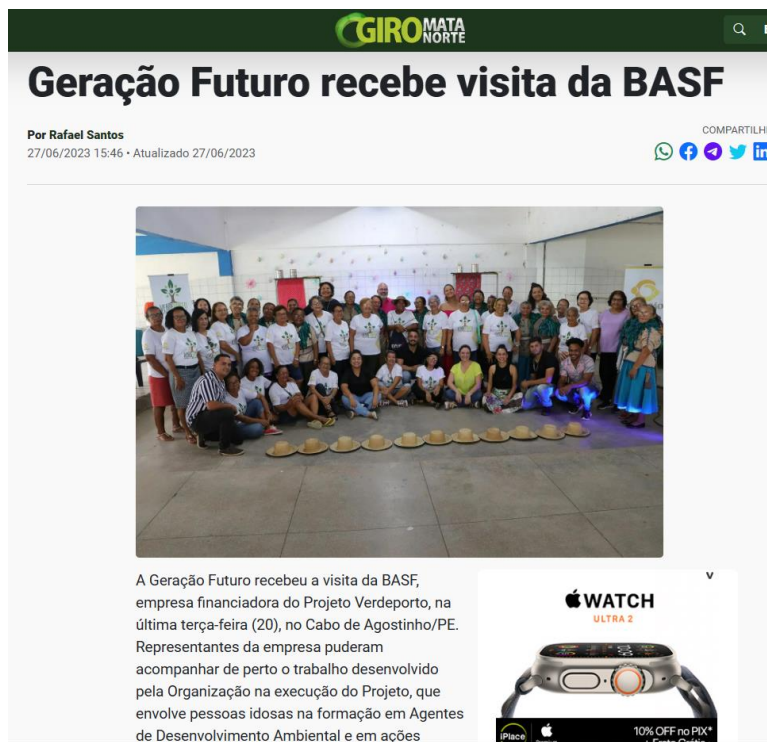 GIRO MATA NORTE
Geração Futuro recebe visita da BASF
Por Rafael Santos
27/06/2023 15:46 • Atualizado 27/06/2023
COMPARTILH
A Geração Futuro recebeu a visita da BASF,
empresa financiadora do Projeto Verdeporto, na
última terça-feira (20), no Cabo de Agostinho/PE.
Representantes da empresa puderam
acompanhar de perto o trabalho desenvolvido
pela Organização na execução do Projeto, que
envolve pessoas idosas na formação em Agentes
de Desenvolvimento Ambiental e em ações
WATCH
ULTRA 2
iPlace
10% OFF no PIX*